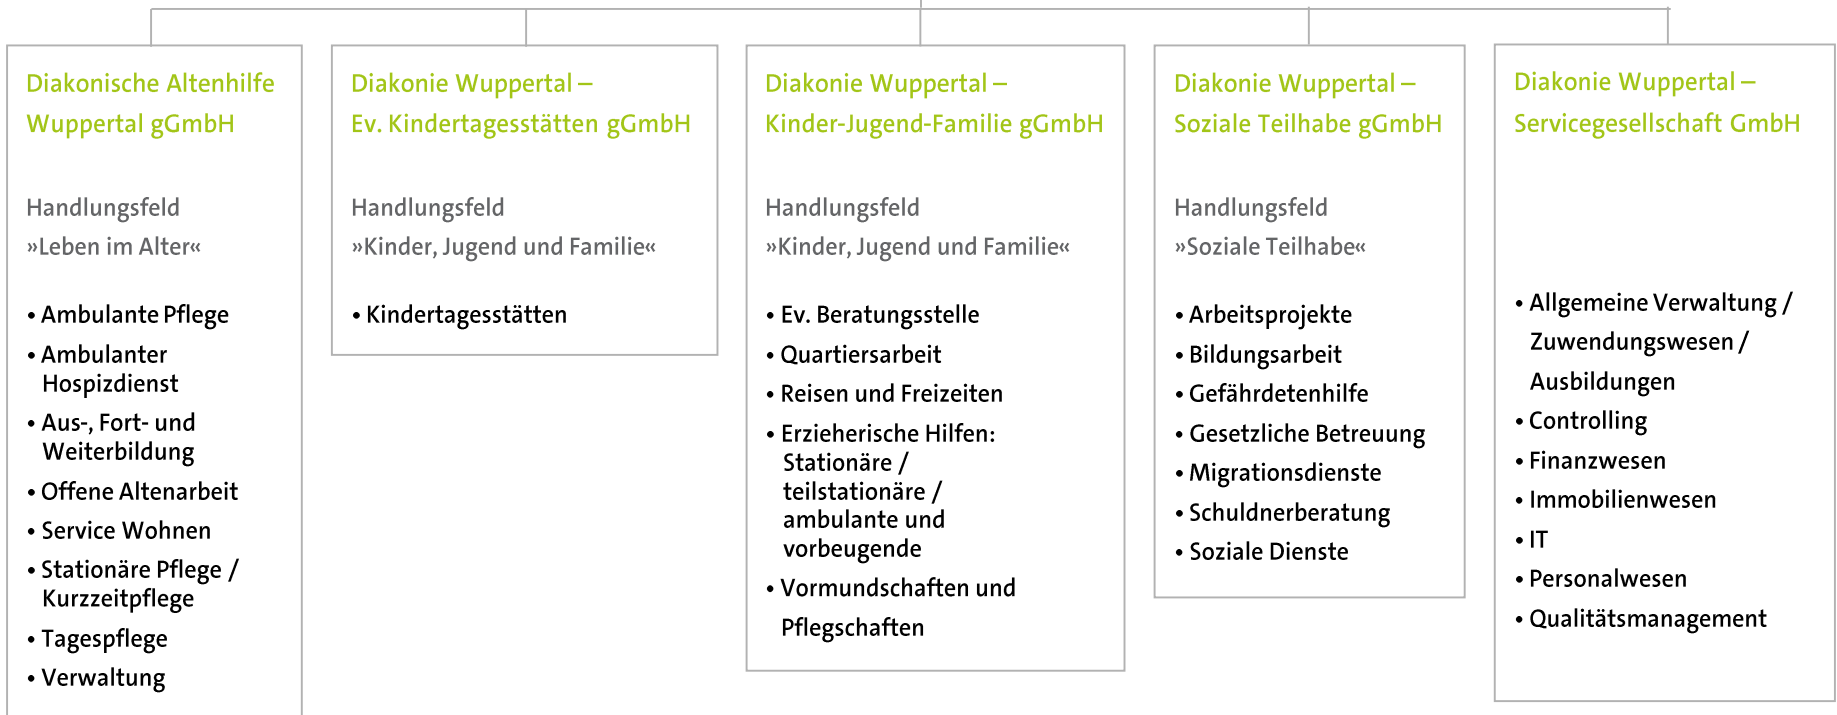 Diakonische Altenhilfe
Wuppertal gGmbH
Handlungsfeld
»Leben im Alter«
• Ambulante Pflege
• Ambulanter
Hospizdienst
• Aus-, Fort- und
Weiterbildung
• Offene Altenarbeit
• Service Wohnen
• Stationäre Pflege /
Kurzzeitpflege
• Tagespflege
• Verwaltung
Diakonie Wuppertal –
Ev. Kindertagesstätten gGmbH
Handlungsfeld
»Kinder, Jugend und Familie«
• Kindertagesstätten
Diakonie Wuppertal –
Kinder-Jugend-Familie gGmbH
Handlungsfeld
»Kinder, Jugend und Familie«
• Ev. Beratungsstelle
• Quartiersarbeit
• Reisen und Freizeiten
• Erzieherische Hilfen:
Stationäre /
teilstationäre /
ambulante und
vorbeugende
• Vormundschaften und
Pflegschaften
Diakonie Wuppertal –
Soziale Teilhabe gGmbH
Handlungsfeld
»Soziale Teilhabe«
• Arbeitsprojekte
• Bildungsarbeit
• Gefährdetenhilfe
• Gesetzliche Betreuung
• Migrationsdienste
• Schuldnerberatung
• Soziale Dienste
Diakonie Wuppertal –
Servicegesellschaft GmbH
• Allgemeine Verwaltung /
Zuwendungswesen /
Ausbildungen
• Controlling
• Finanzwesen
• Immobilienwesen
• IT
• Personalwesen
• Qualitätsmanagement